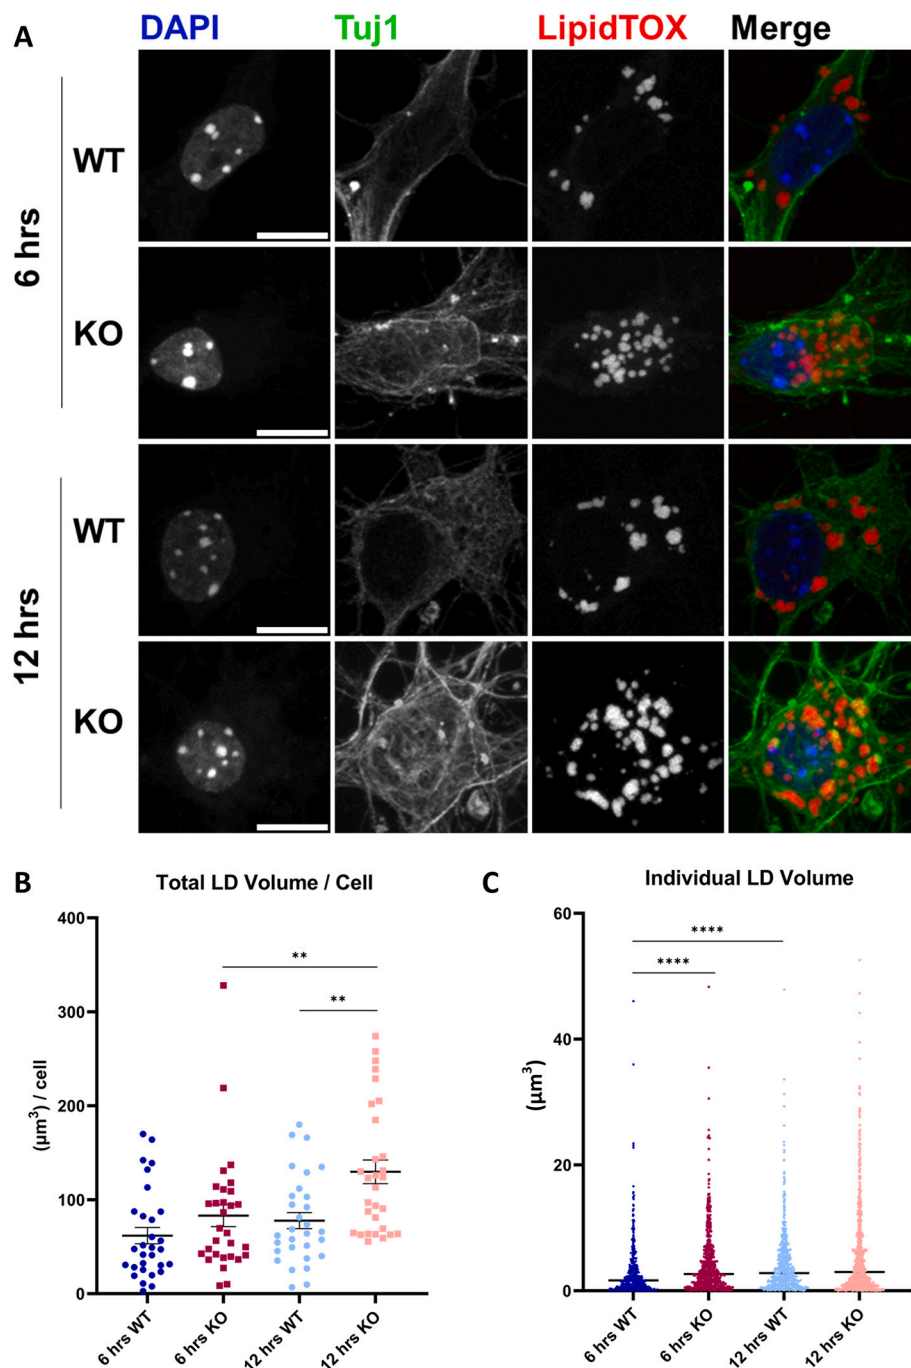 A
DAPI Tuj1 LipidTOX Merge
6 hrs
WT
KO
12 hrs
WT
KO
B
Total LD Volume / Cell
(µm³) / cell
400
300
200
100
0
**
**
6 hrs WT
6 hrs KO
12 hrs WT
12 hrs KO
C
Individual LD Volume
(µm³)
60
40
20
0
****
****
6 hrs WT
6 hrs KO
12 hrs WT
12 hrs KO